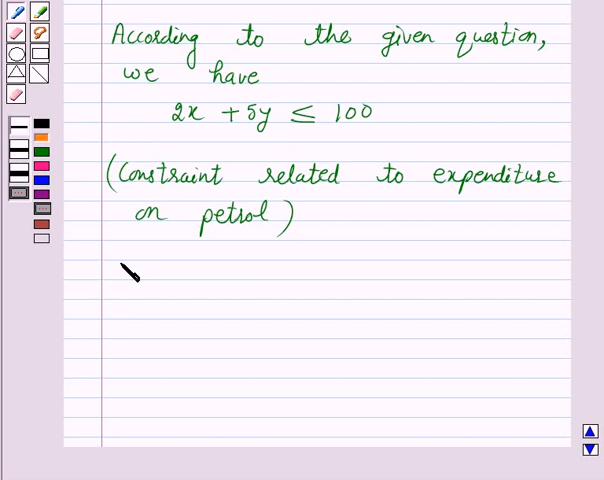 According to the given question,
we have
2x + 5y ≤ 100
(Constraint related to expenditure
on petrol)